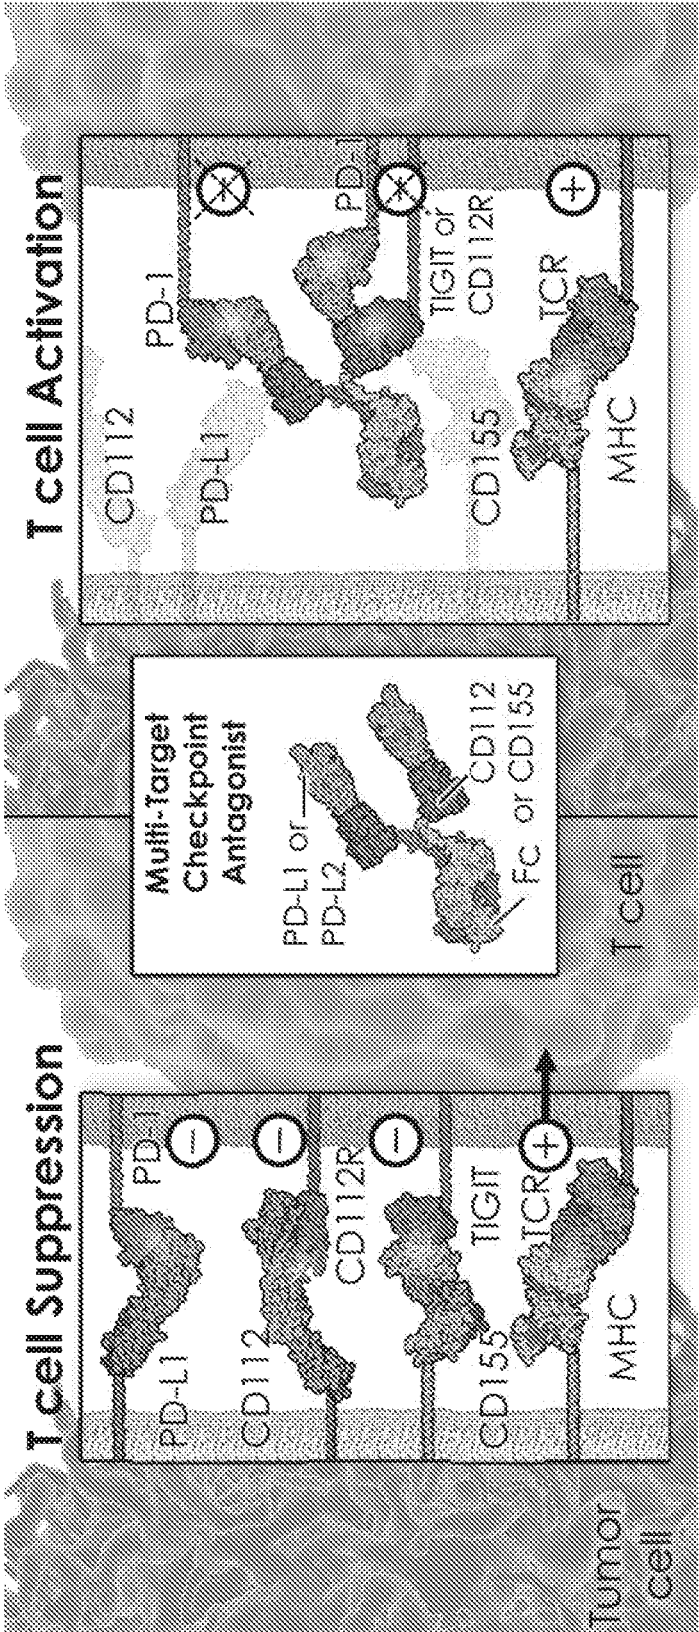 T cell Suppression
PD-L1
PD-1
−
CD112
−
CD112R
−
CD155
TIGIT
TCR
+
MHC
Tumor
cell
Multi-Target
Checkpoint
Antagonist
PD-L1 or
PD-L2
CD112
Fc or CD155
T cell
T cell Activation
CD112
PD-1
PD-L1
PD-1
TIGIT or
CD112R
CD155
TCR
+
MHC